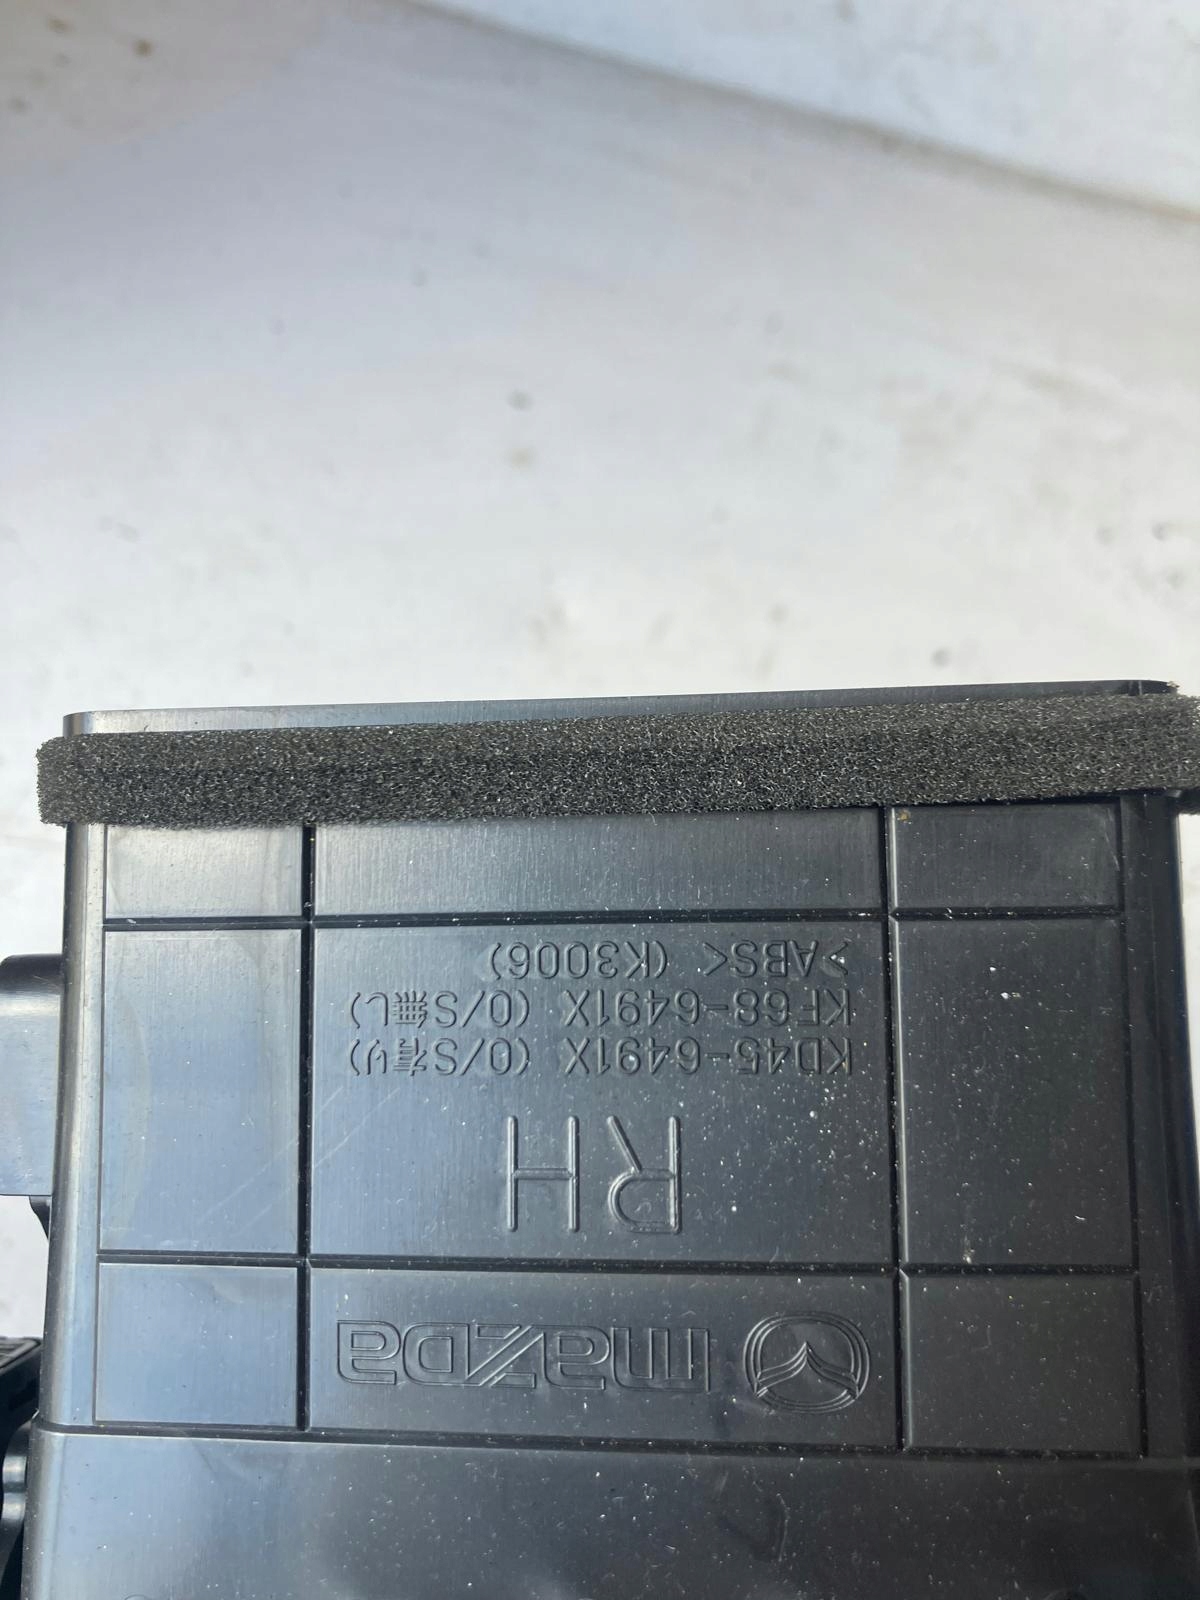 mazda
RH
KD45-6491X (O/S有り)
KF68-6491X (O/S無し)
>ABS< (K3006)